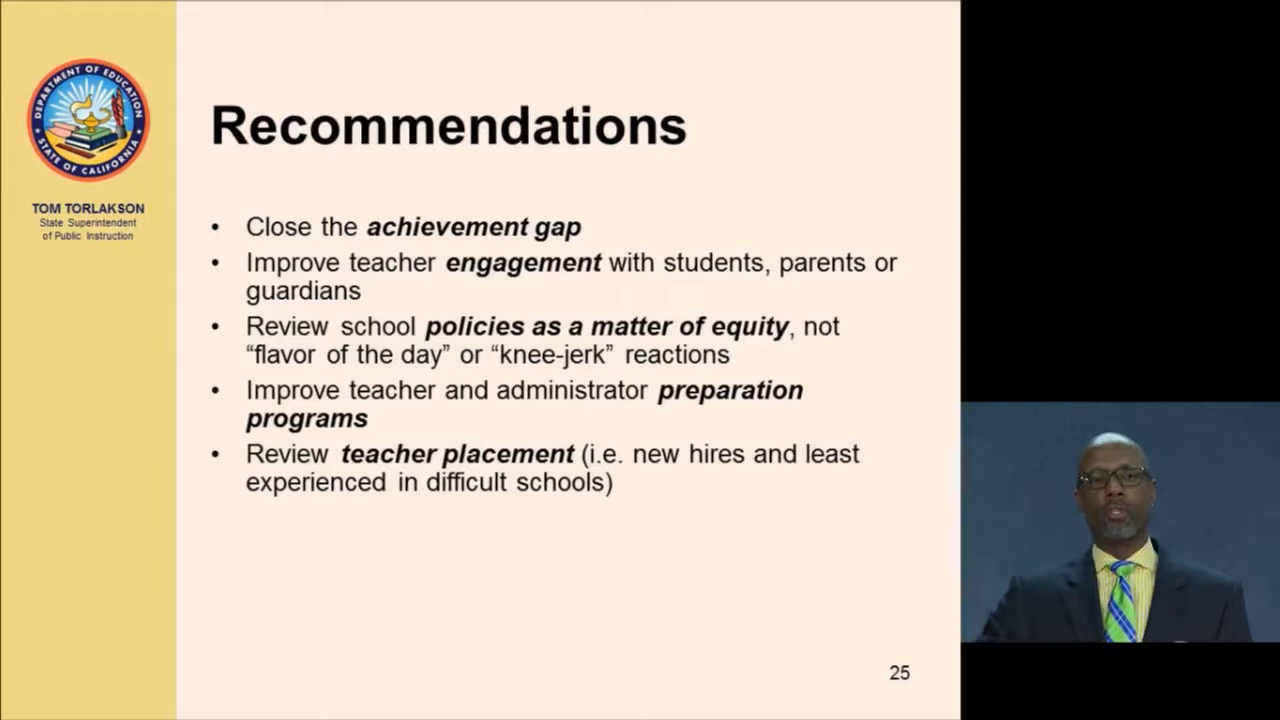 DEPARTMENT OF EDUCATION
STATE OF CALIFORNIA
TOM TORLAKSON
State Superintendent
of Public Instruction
Recommendations
• Close the achievement gap
• Improve teacher engagement with students, parents or
guardians
• Review school policies as a matter of equity, not
“flavor of the day” or “knee-jerk” reactions
• Improve teacher and administrator preparation
programs
• Review teacher placement (i.e. new hires and least
experienced in difficult schools)
25